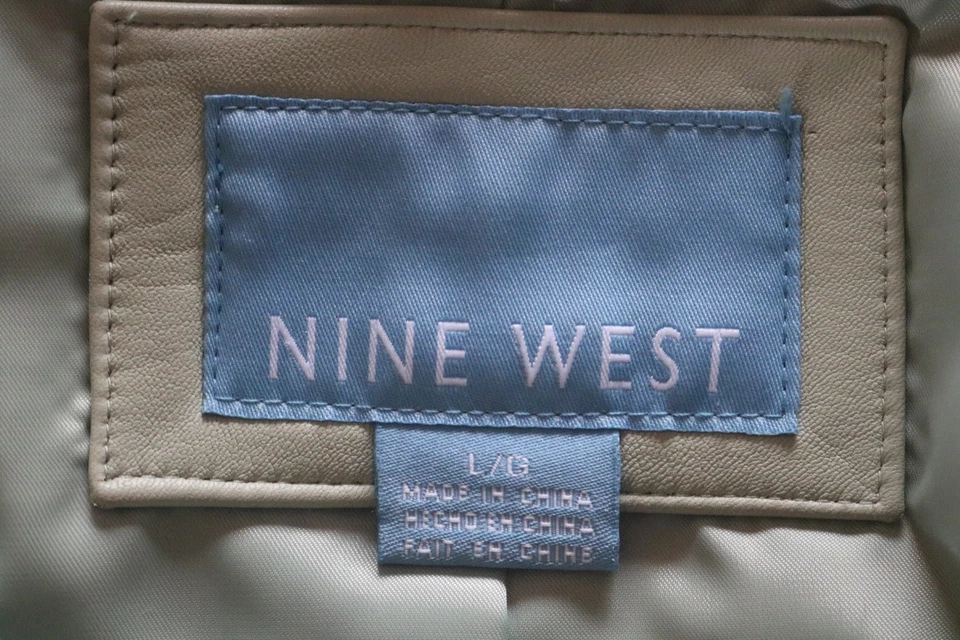 NINE WEST
L/G
MADE IN CHINA
HECHO EN CHINA
FAIT EN CHINE